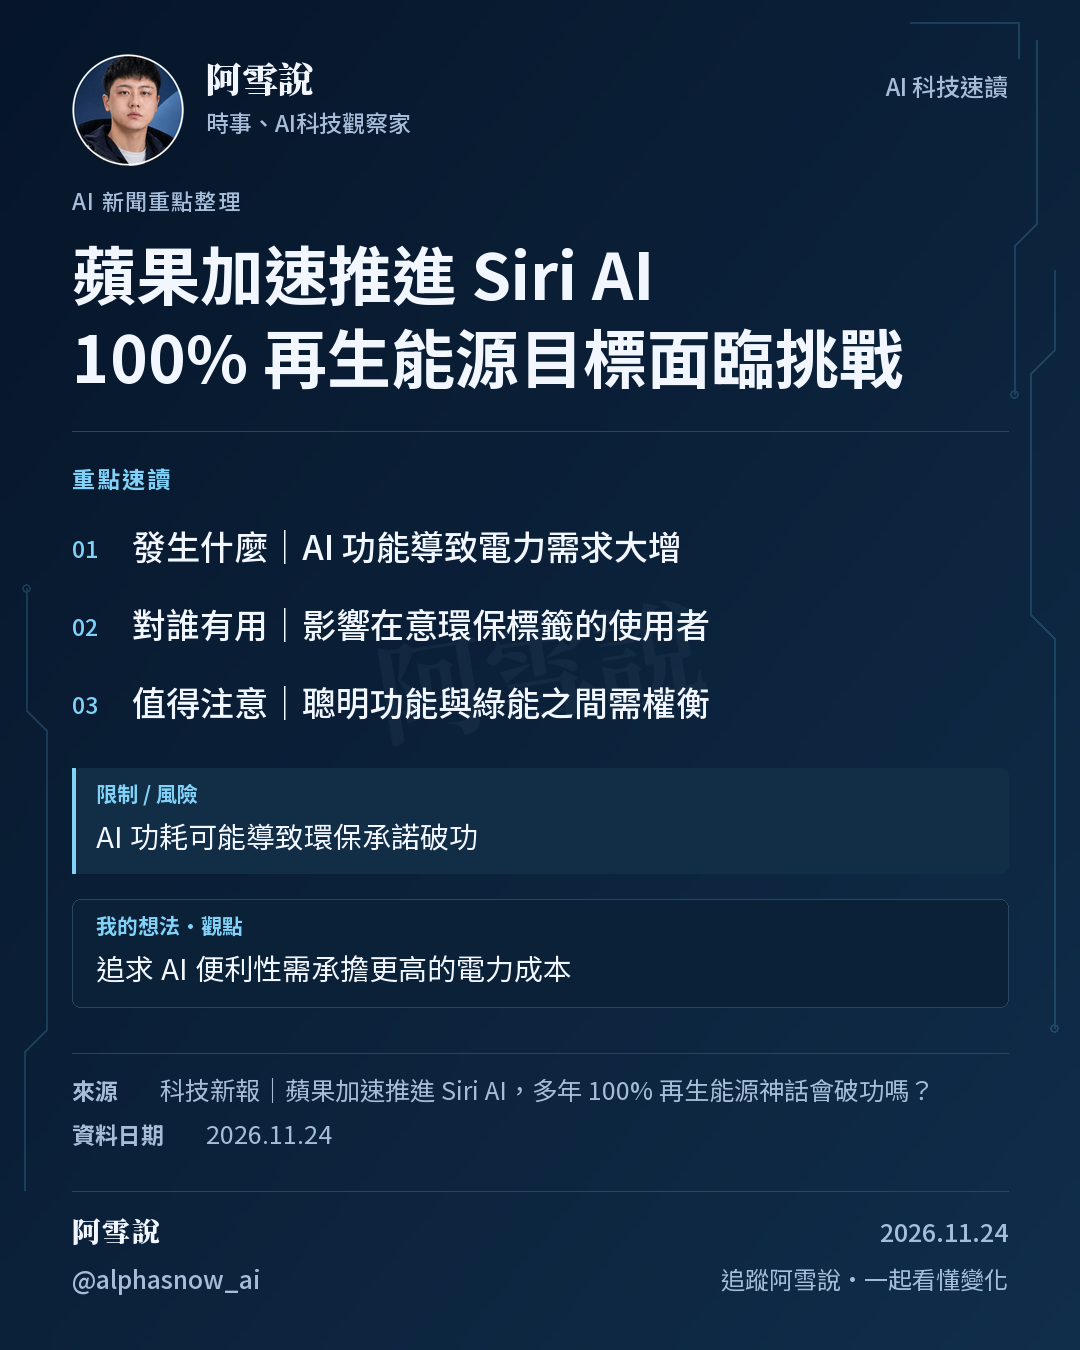 阿雪說
時事、AI科技觀察家
AI 科技速讀
AI 新聞重點整理
蘋果加速推進 Siri AI
100% 再生能源目標面臨挑戰
重點速讀
01 發生什麼｜AI 功能導致電力需求大增
02 對誰有用｜影響在意環保標籤的使用者
03 值得注意｜聰明功能與綠能之間需權衡
阿雪說
限制 / 風險
AI 功耗可能導致環保承諾破功
我的想法・觀點
追求 AI 便利性需承擔更高的電力成本
來源 科技新報｜蘋果加速推進 Siri AI，多年 100% 再生能源神話會破功嗎？
資料日期 2026.11.24
阿雪說
2026.11.24
@alphasnow_ai
追蹤阿雪說・一起看懂變化